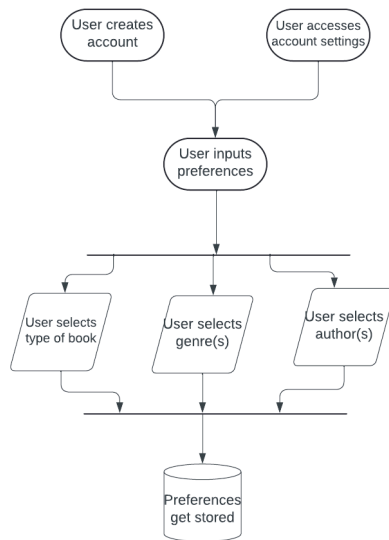 User creates
account
User accesses
account settings
User inputs
preferences
User selects
type of book
User selects
genre(s)
User selects
author(s)
Preferences
get stored